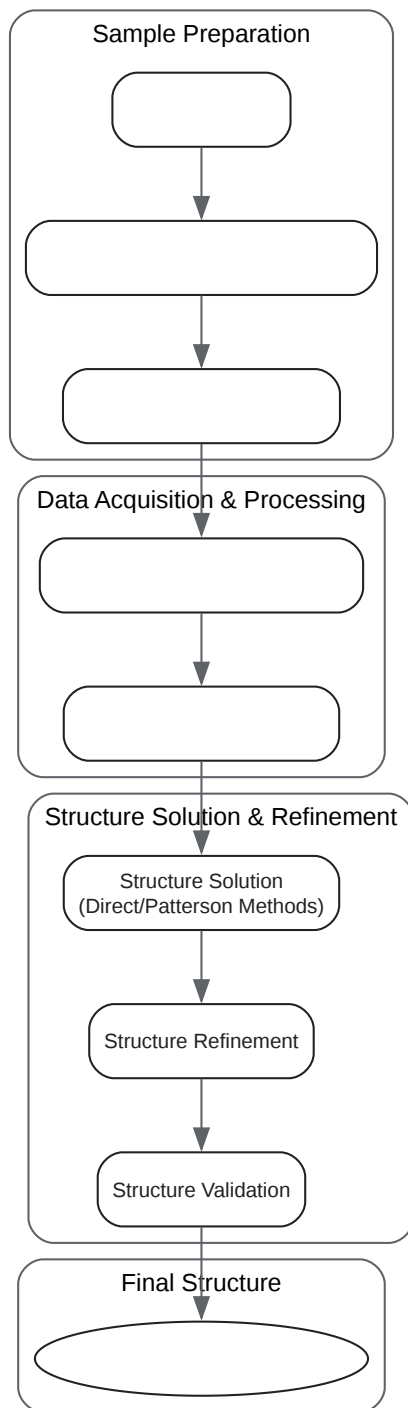 Sample Preparation
Data Acquisition & Processing
Structure Solution & Refinement
Structure Solution
(Direct/Patterson Methods)
Structure Refinement
Structure Validation
Final Structure